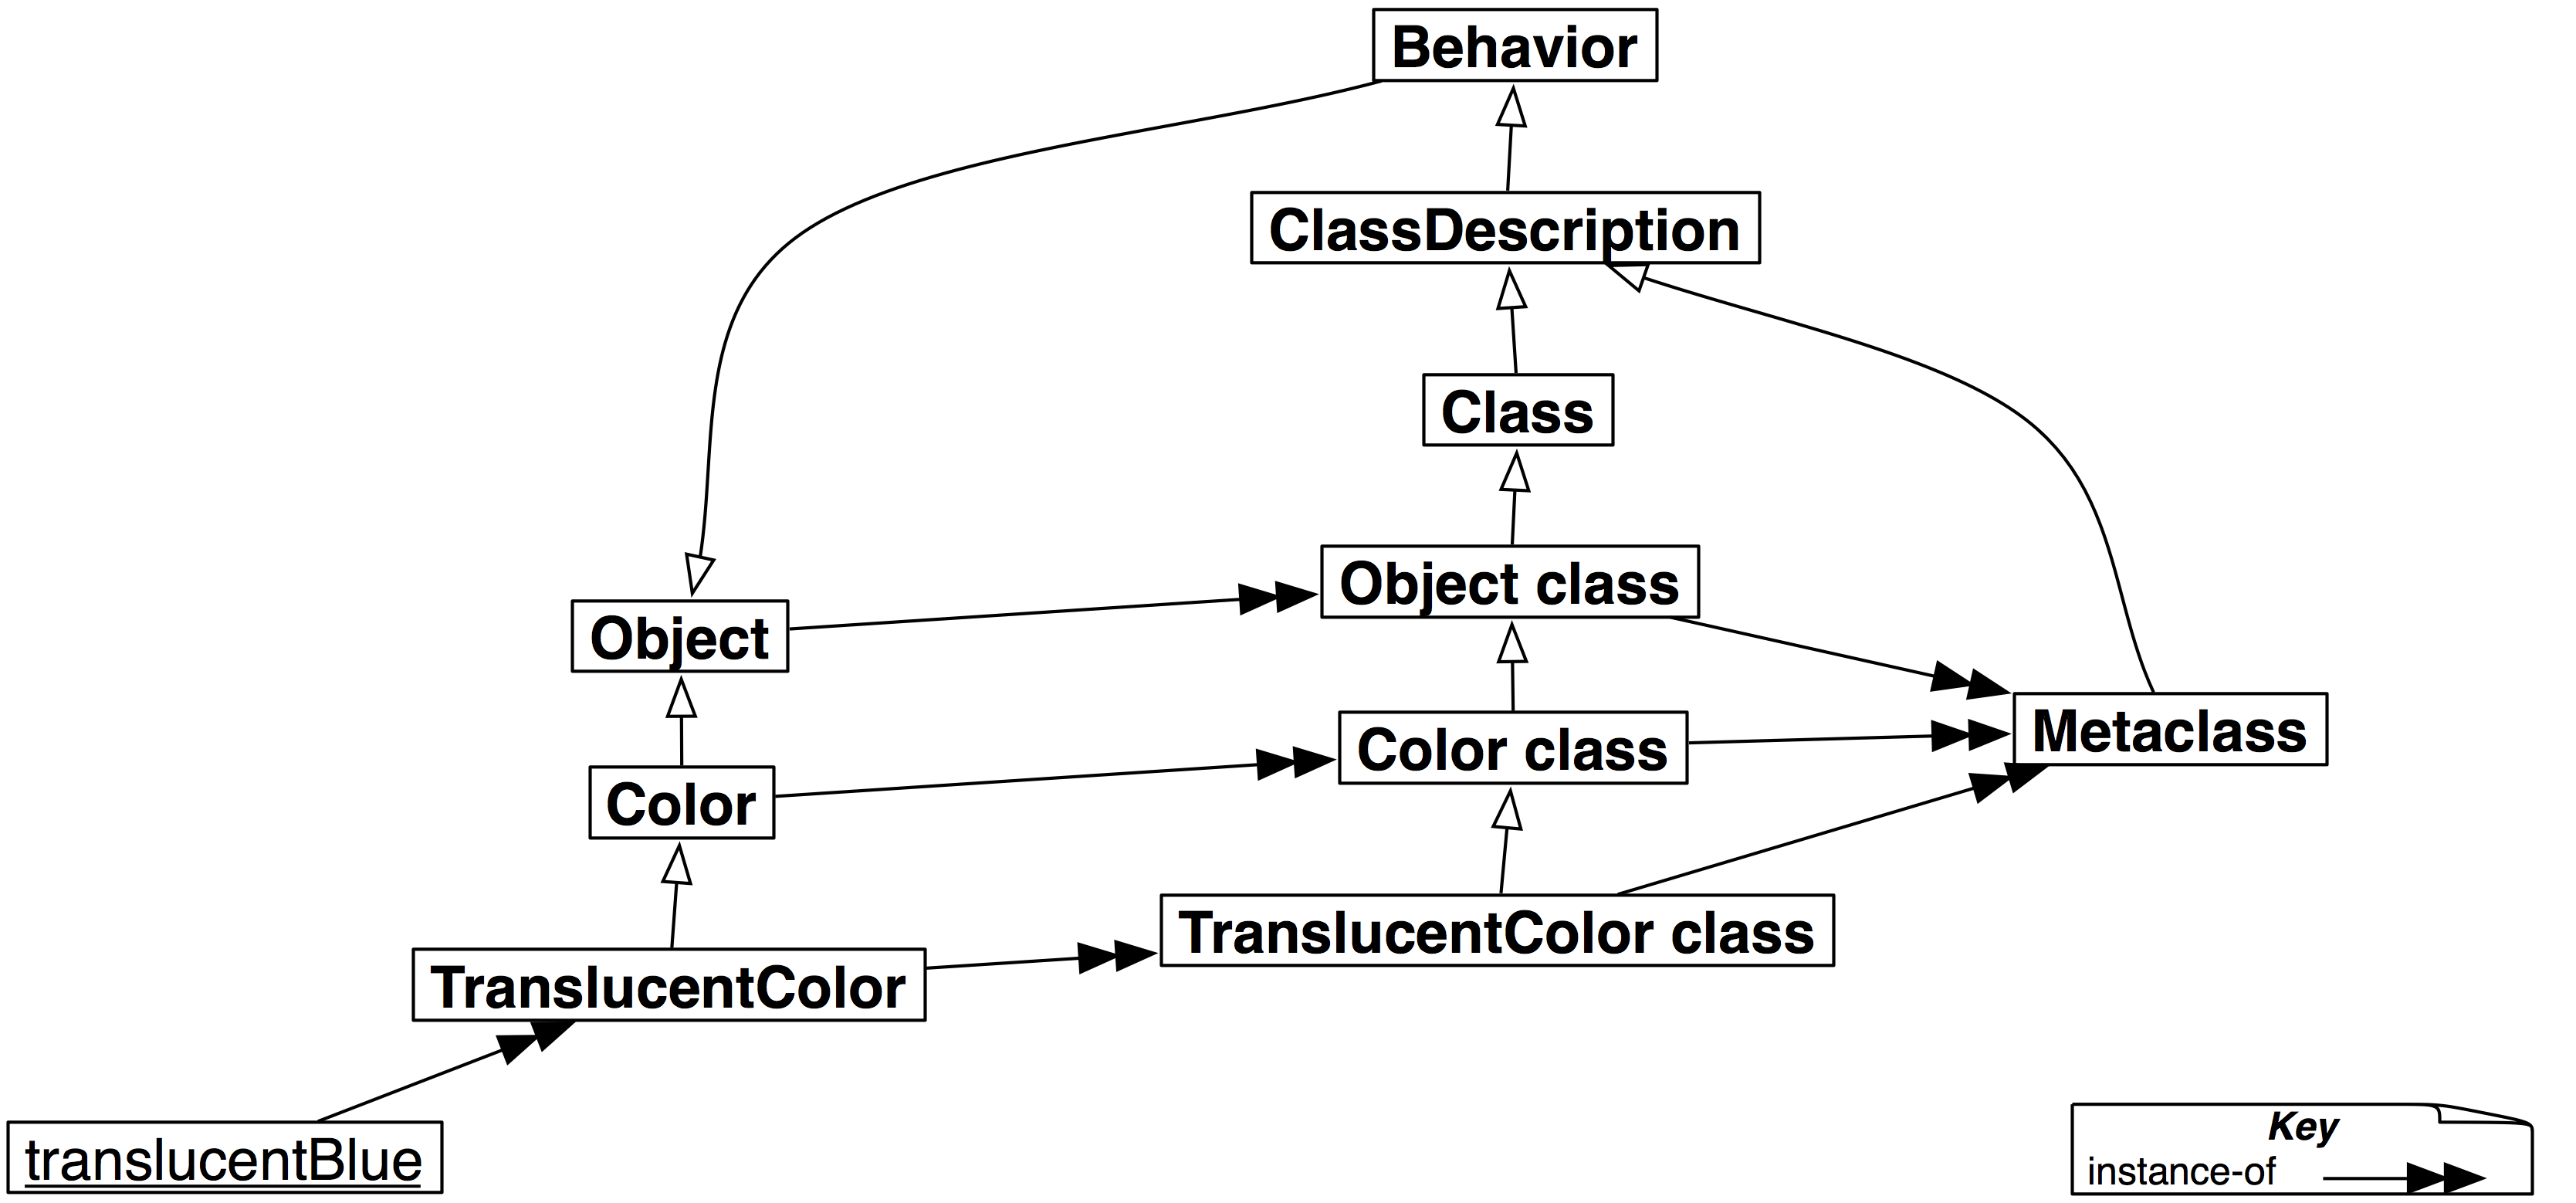 Behavior
ClassDescription
Class
Object class
Object
Metaclass
Color class
Color
TranslucentColor class
TranslucentColor
translucentBlue
Key
instance-of